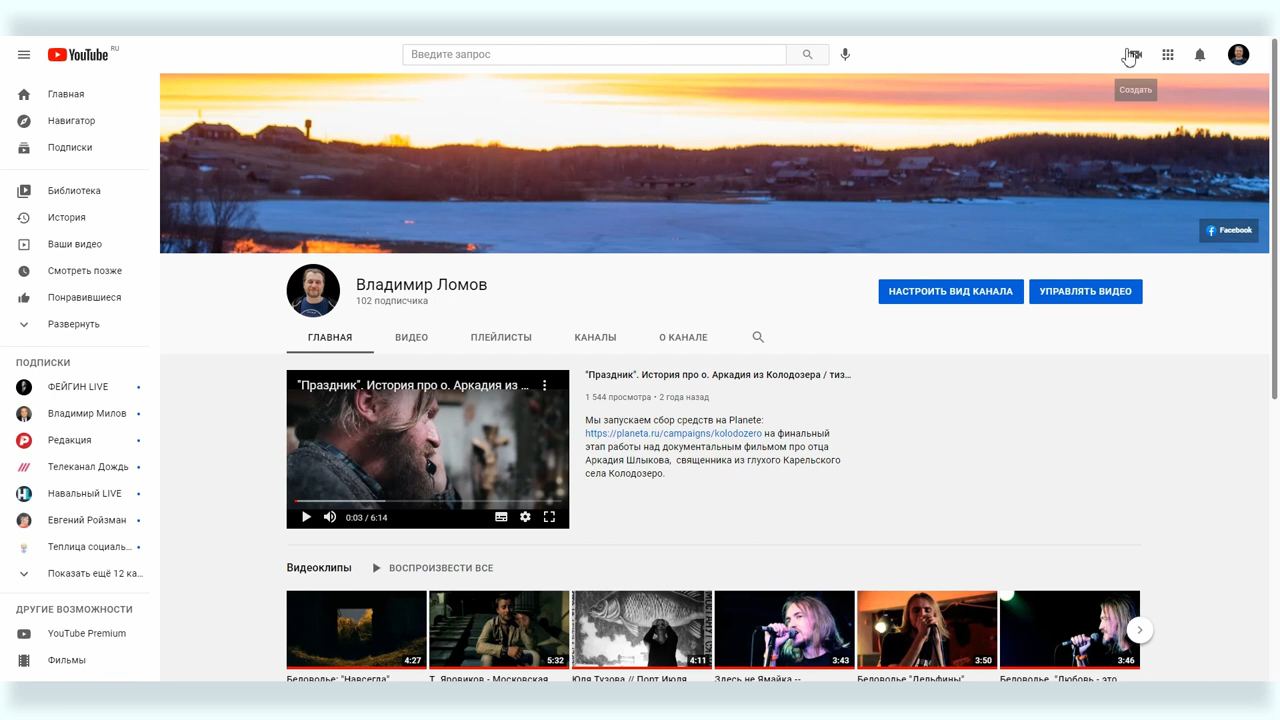 YouTube RU
Введите запрос
Создать
Главная
Навигатор
Подписки
Библиотека
История
Ваши видео
Смотреть позже
Понравившиеся
Развернуть
ПОДПИСКИ
ФЕЙГИН LIVE
Владимир Милов
Редакция
Телеканал Дождь
Навальный LIVE
Евгений Ройзман
Теплица социаль...
Показать ещё 12 ка...
ДРУГИЕ ВОЗМОЖНОСТИ
YouTube Premium
Фильмы
Facebook
Владимир Ломов
102 подписчика
НАСТРОИТЬ ВИД КАНАЛА
УПРАВЛЯТЬ ВИДЕО
ГЛАВНАЯ ВИДЕО ПЛЕЙЛИСТЫ КАНАЛЫ О КАНАЛЕ
"Праздник". История про о. Аркадия из ...
0:03 / 6:14
"Праздник". История про о. Аркадия из Колодозера / тиз...
1 544 просмотра • 2 года назад
Мы запускаем сбор средств на Planete:
https://planeta.ru/campaigns/kolodozero на финальный
этап работы над документальным фильмом про отца
Аркадия Шлыкова, священника из глухого Карельского
села Колодозеро.
Видеоклипы ВОСПРОИЗВЕСТИ ВСЕ
4:27 5:32 4:11 3:43 3:50 3:46
Беловодье: "Навсегда"
Т. Яровиков - Московская
Юля Тузова // Порт Июля
Здесь не Ямайка --
Беловодье "Дельфины"
Беловодье. "Любовь - это